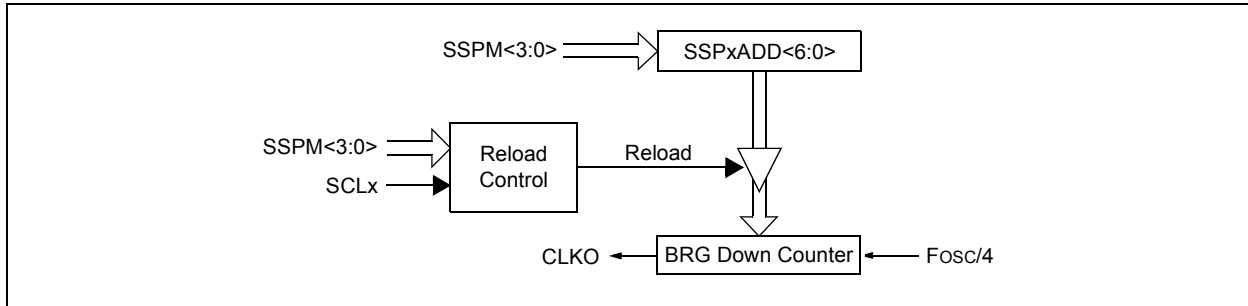 SSPM<3:0>
SSPxADD<6:0>
SSPM<3:0>
SCLx
Reload
Control
Reload
CLKO
BRG Down Counter
FOSC/4